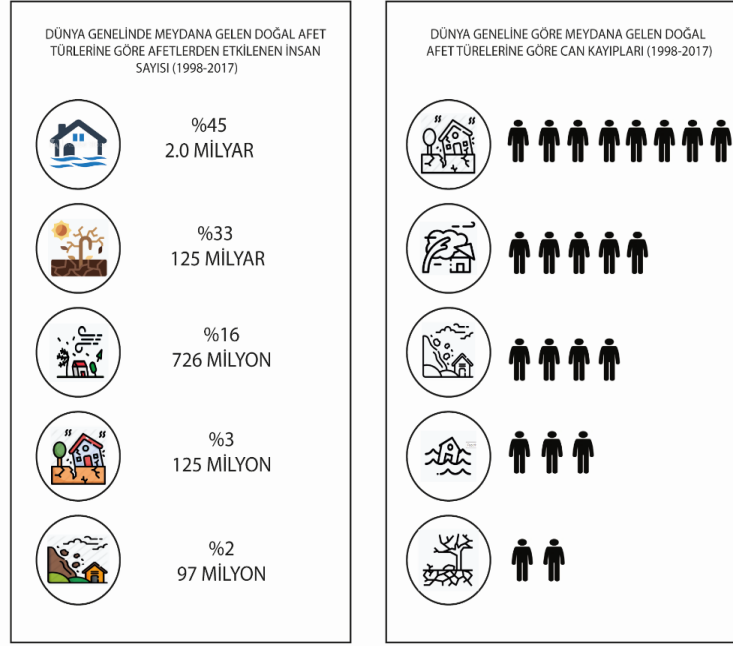 DÜNYA GENELİNDE MEYDANA GELEN DOĞAL AFET
TÜRLERİNE GÖRE AFETLERDEN ETKİLENEN İNSAN
SAYISI (1998-2017)
%45
2.0 MİLYAR
%33
125 MİLYAR
%16
726 MİLYON
%3
125 MİLYON
%2
97 MİLYON
DÜNYA GENELİNE GÖRE MEYDANA GELEN DOĞAL
AFET TÜRELERİNE GÖRE CAN KAYIPLARI (1998-2017)